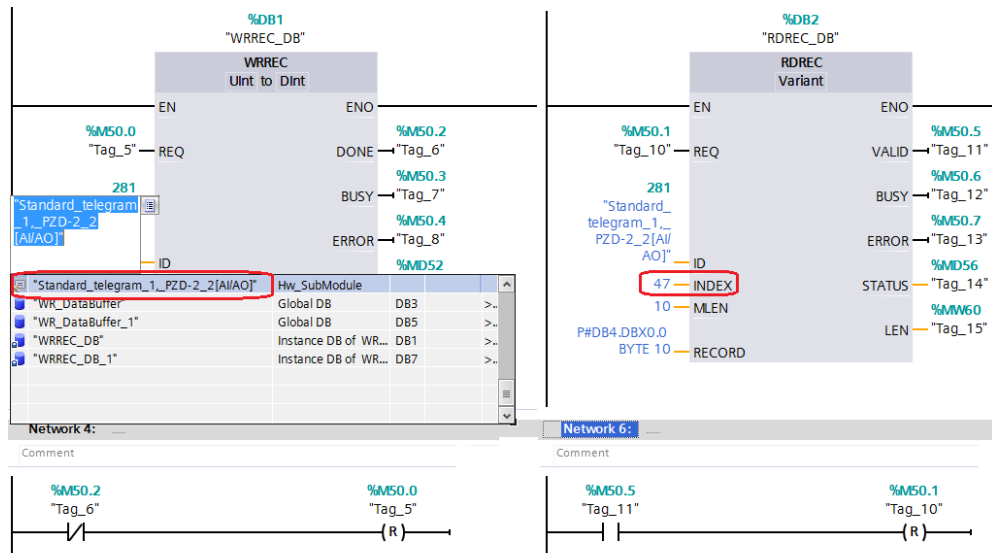 %DB1
"WRREC_DB"
WRREC
UInt to DInt
EN
ENO
%M50.0
"Tag_5"
REQ
%M50.2
DONE
"Tag_6"
%M50.3
BUSY
"Tag_7"
281
"Standard_telegram
_1,_PZD-2_2
[AI/AO]"
ID
%M50.4
ERROR
"Tag_8"
%MD52
"Standard_telegram_1,_PZD-2_2[AI/AO]" Hw_SubModule
"WR_DataBuffer" Global DB DB3 >..
"WR_DataBuffer_1" Global DB DB5 >..
"WRREC_DB" Instance DB of WR... DB1 >..
"WRREC_DB_1" Instance DB of WR... DB7 >..
Network 4: .....
Comment
%M50.2
"Tag_6"
%M50.0
"Tag_5"
R
%DB2
"RDREC_DB"
RDREC
Variant
EN
ENO
%M50.1
"Tag_10"
REQ
%M50.5
VALID
"Tag_11"
%M50.6
BUSY
"Tag_12"
281
"Standard_
telegram_1,_
PZD-2_2[AI/
AO]"
ID
%M50.7
ERROR
"Tag_13"
47
INDEX
%MD56
STATUS
"Tag_14"
10
MLEN
%MW60
LEN
"Tag_15"
P#DB4.DBX0.0
BYTE 10
RECORD
Network 6: .....
Comment
%M50.5
"Tag_11"
%M50.1
"Tag_10"
R